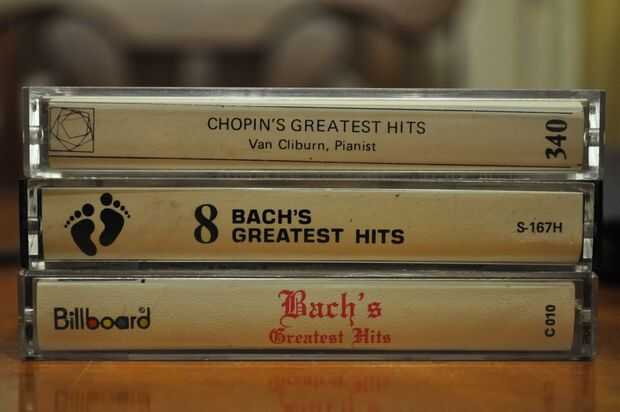 CHOPIN'S GREATEST HITS
Van Cliburn, Pianist
340
8 BACH'S
GREATEST HITS
S-167H
Billboard
Bach's
Greatest Hits
C 010